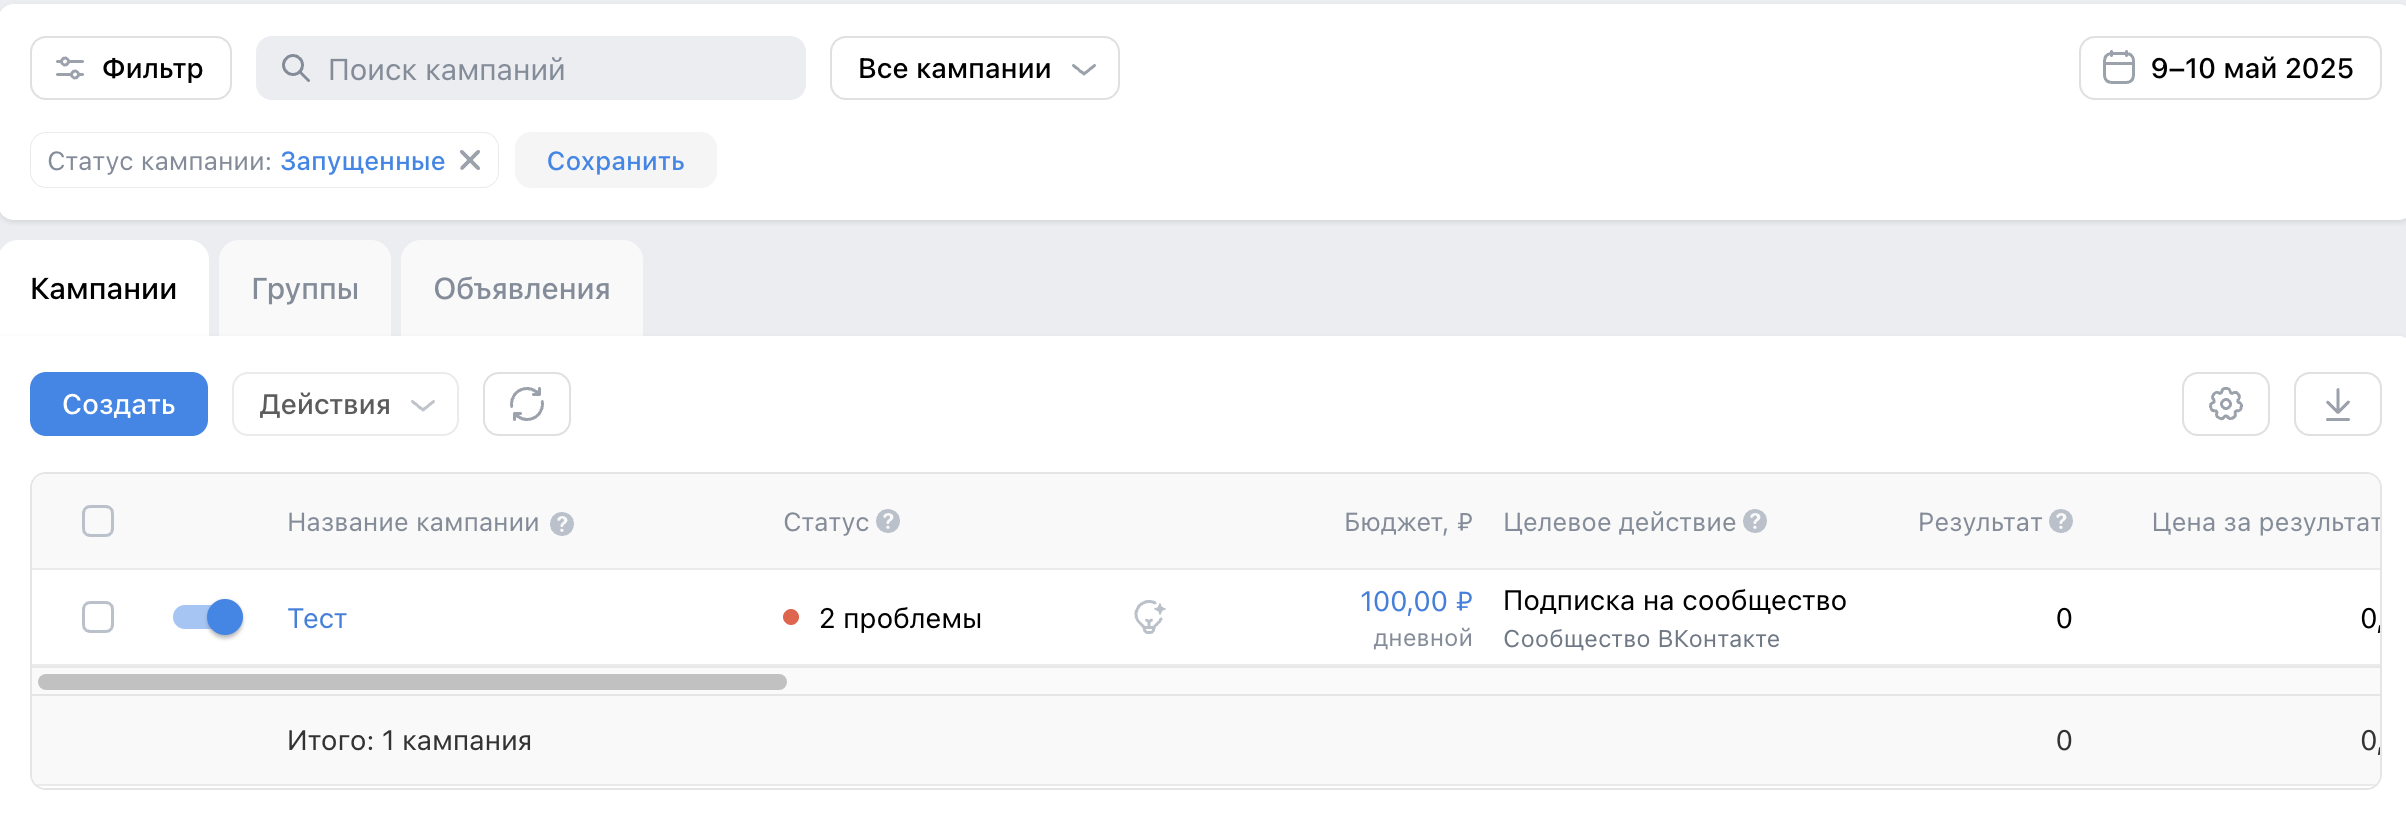 Фильтр
Поиск кампаний
Все кампании
9–10 май 2025
Статус кампании: Запущенные
Сохранить
Кампании
Группы
Объявления
Создать
Действия
Название кампании ?
Статус ?
Бюджет, ₽
Целевое действие ?
Результат ?
Цена за результат
Тест
2 проблемы
100,00 ₽
дневной
Подписка на сообщество
Сообщество ВКонтакте
0
0,
Итого: 1 кампания
0
0,